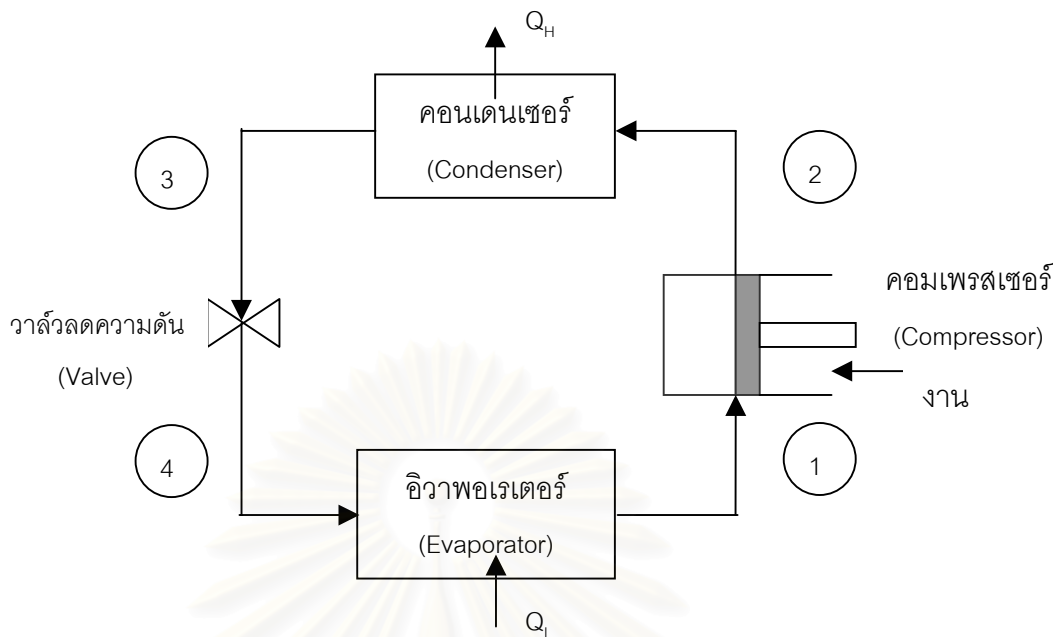 Q_H
คอนเดนเซอร์
(Condenser)
3
2
วาล์วลดความดัน
(Valve)
คอมเพรสเซอร์
(Compressor)
งาน
4
1
อิวาพอเรเตอร์
(Evaporator)
Q_L